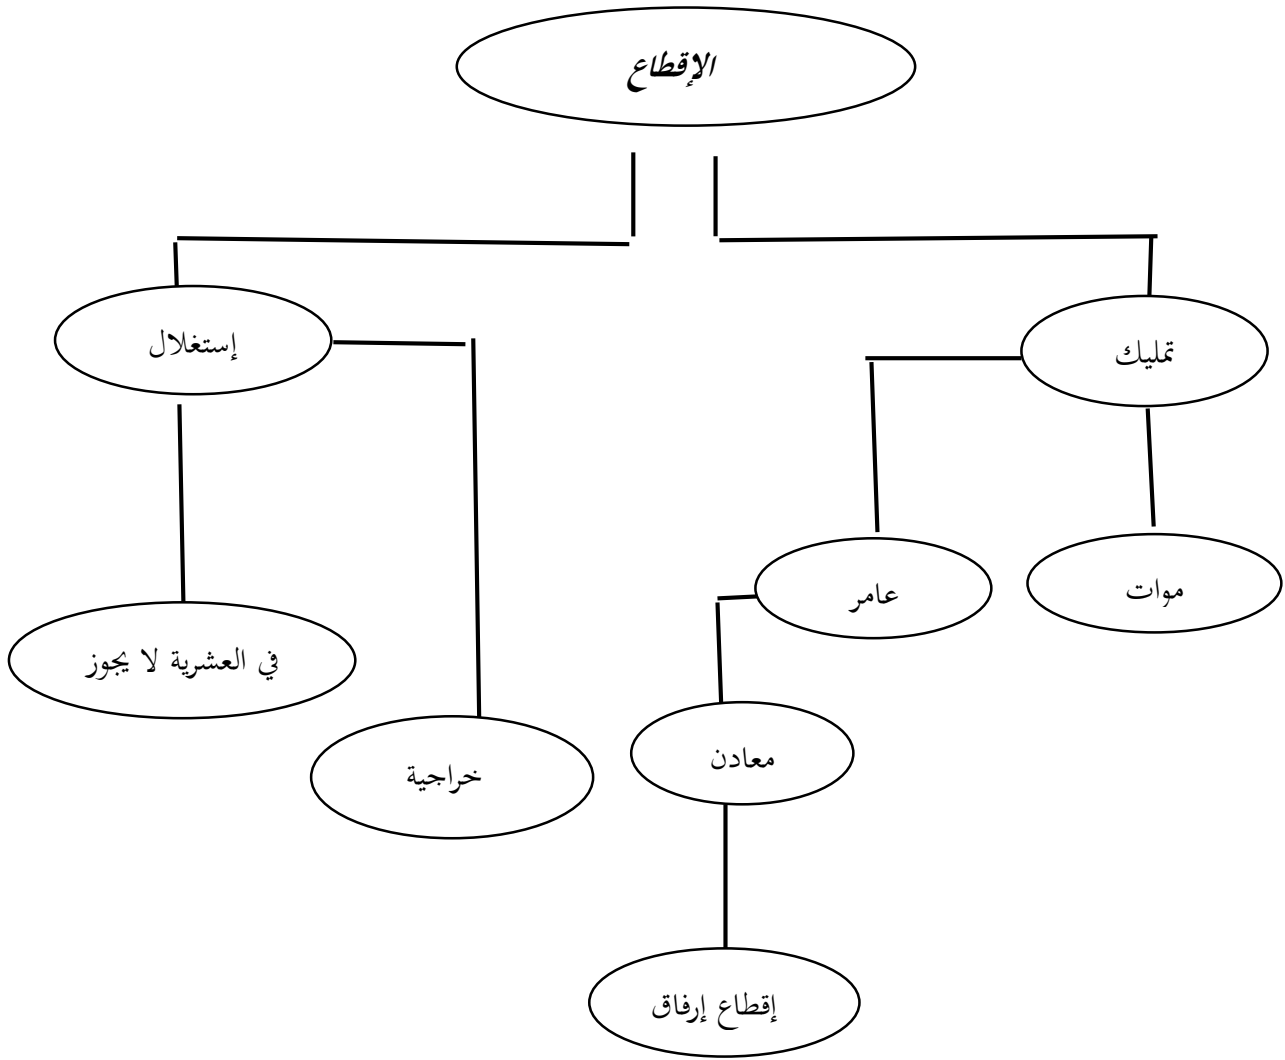 الإقطاع
تمليك
إستغلال
موات
عامر
في العشرية لا يجوز
معادن
خراجية
إقطاع إرفاق